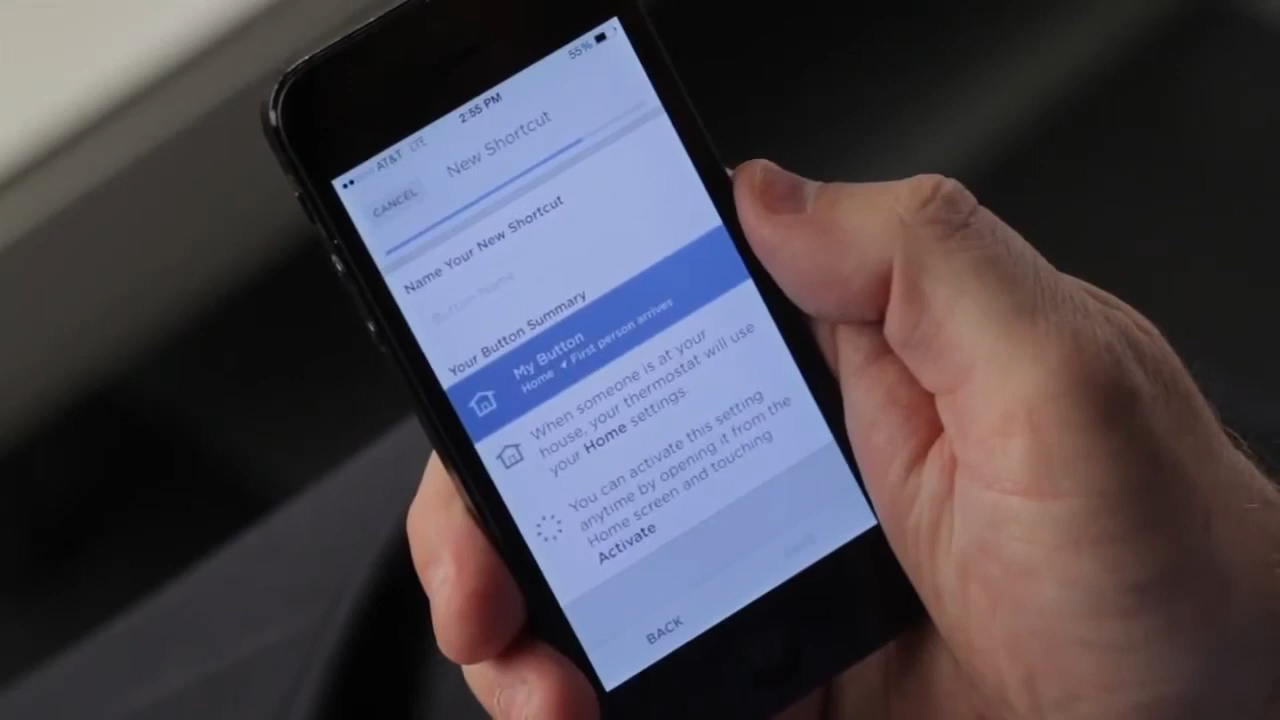 AT&T LTE
2:55 PM
55%
CANCEL
New Shortcut
Name Your New Shortcut
Button Name
Your Button Summary
My Button
Home First person arrives
When someone is at your
house, your thermostat will use
your Home settings.
You can activate this setting
anytime by opening it from the
Home screen and touching
Activate
BACK